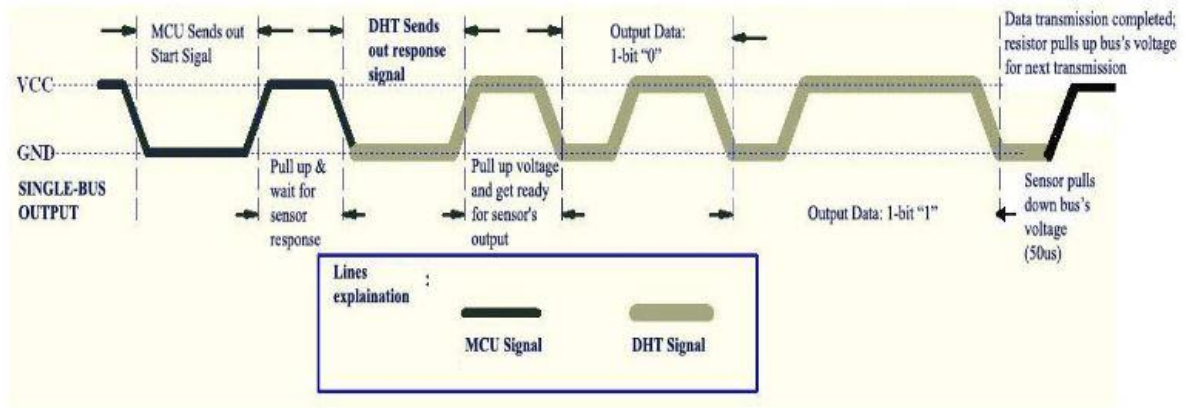 MCU Sends out
Start Sigal
DHT Sends
out response
signal
Output Data:
1-bit “0”
Data transmission completed;
resistor pulls up bus's voltage
for next transmission
VCC
GND
SINGLE-BUS
OUTPUT
Pull up &
wait for
sensor
response
Pull up voltage
and get ready
for sensor's
output
Output Data: 1-bit “1”
Sensor pulls
down bus's
voltage
(50us)
Lines :
explaination
MCU Signal
DHT Signal